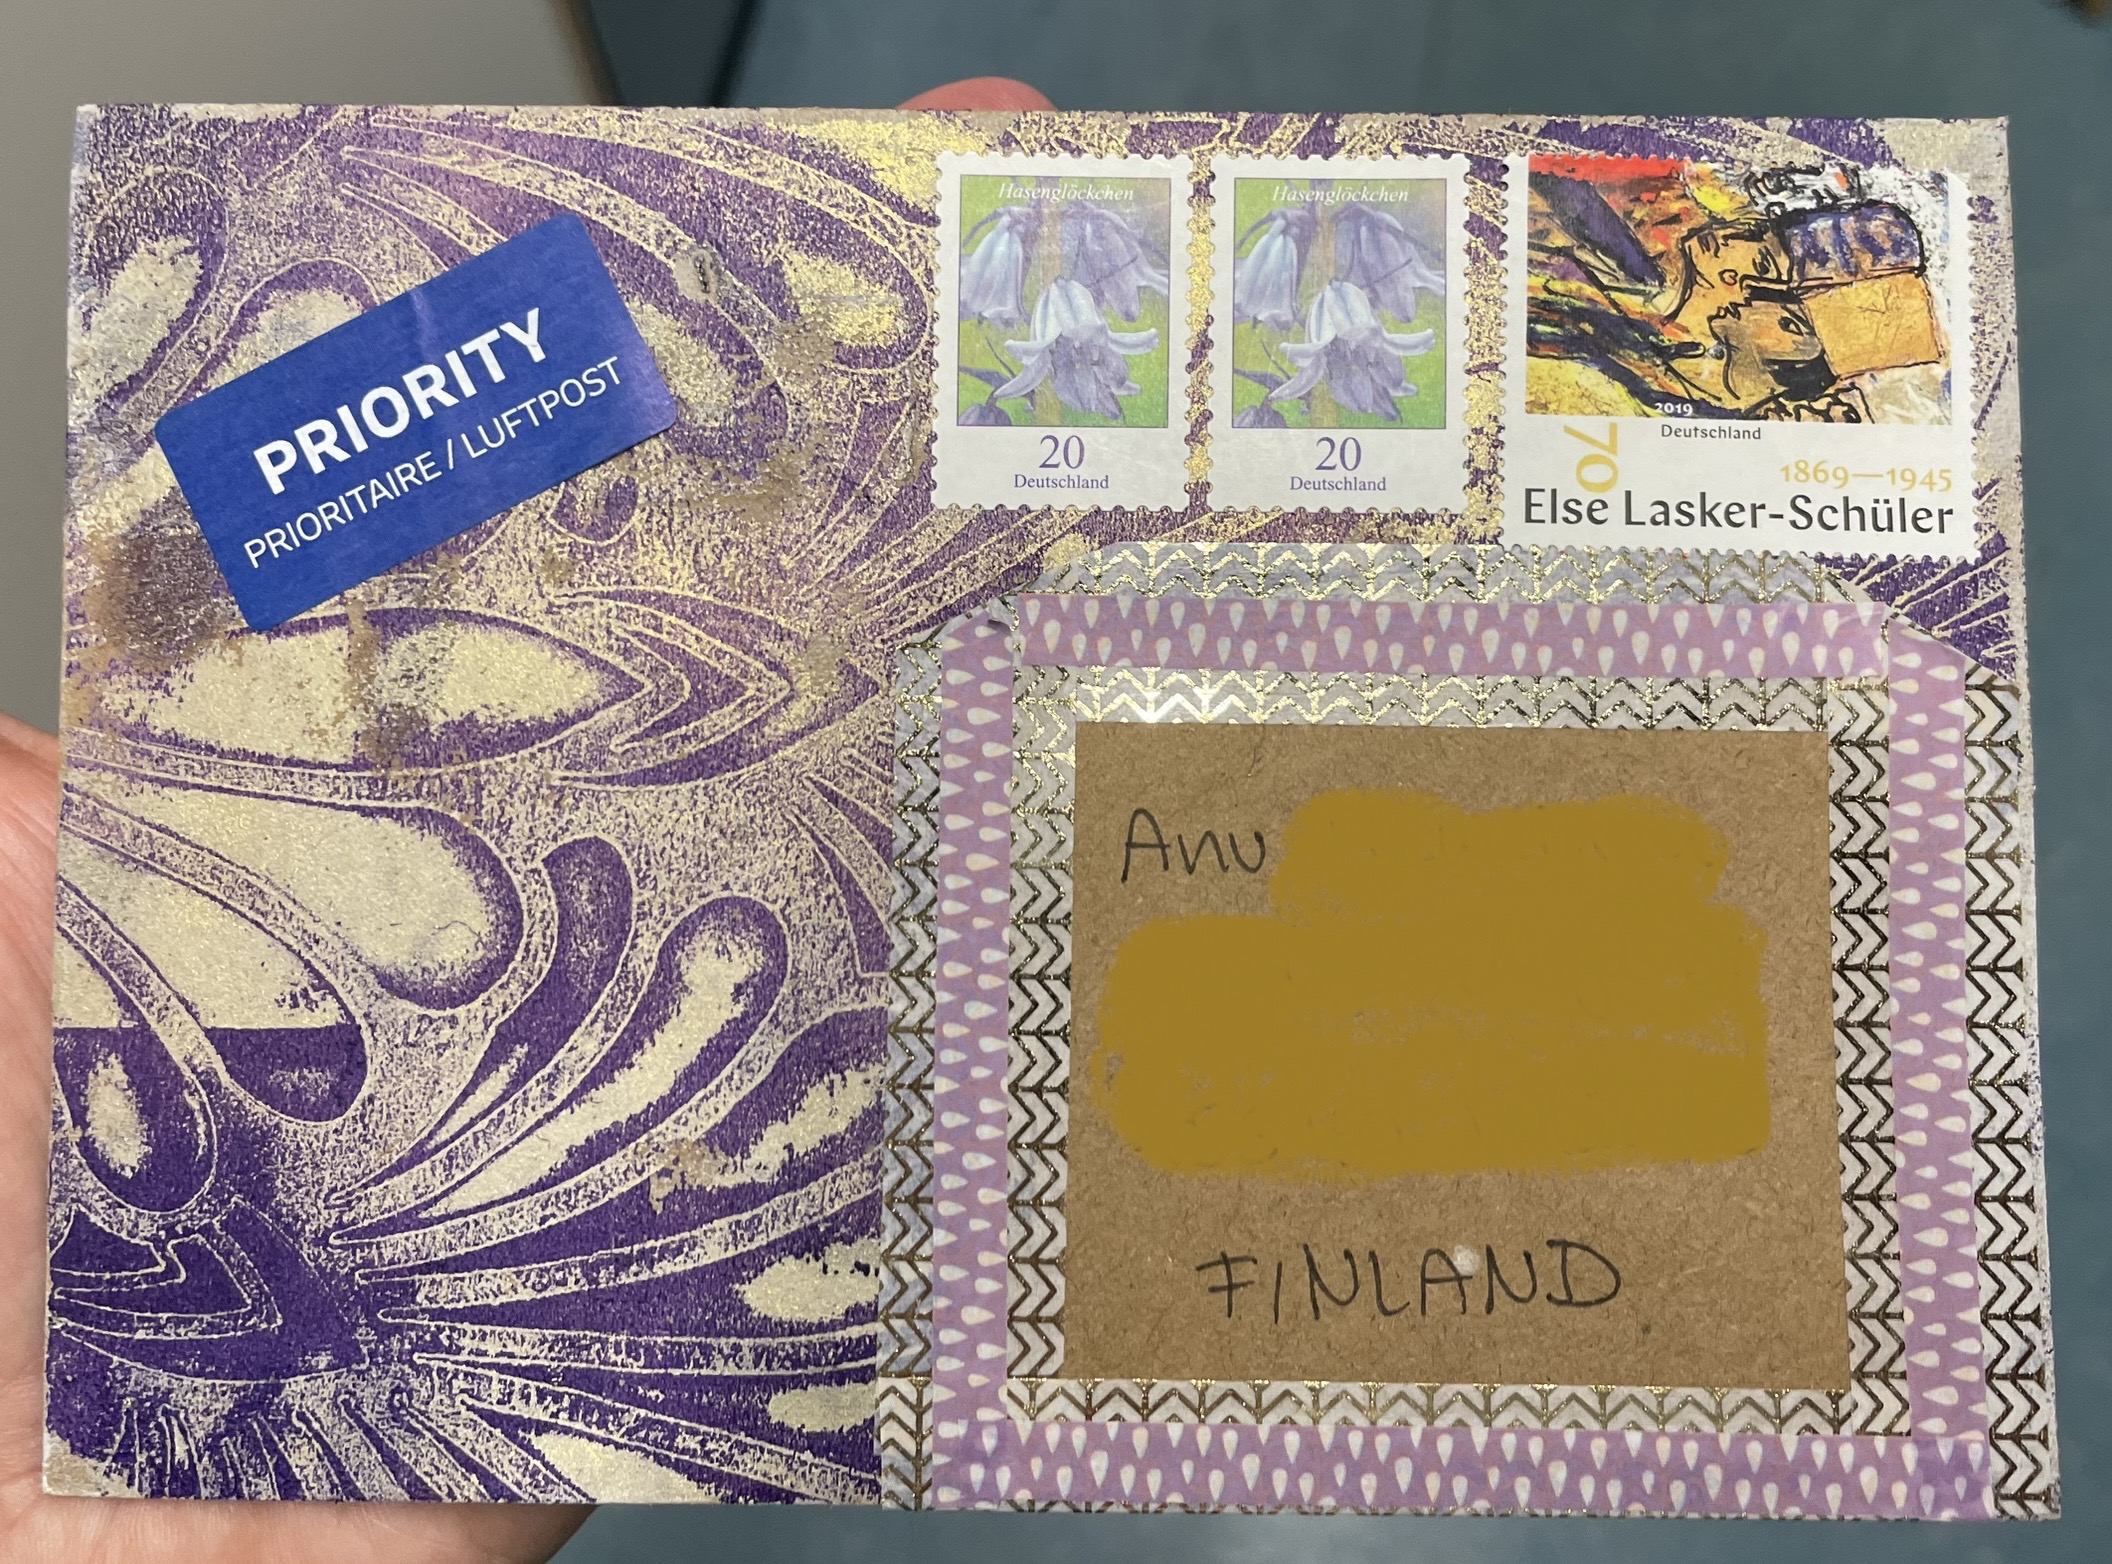 PRIORITY
PRIORITAIRE / LUFTPOST
Hasenglöckchen
20
Deutschland
Hasenglöckchen
20
Deutschland
2019
Deutschland
70
1869—1945
Else Lasker-Schüler
Anu
FINLAND